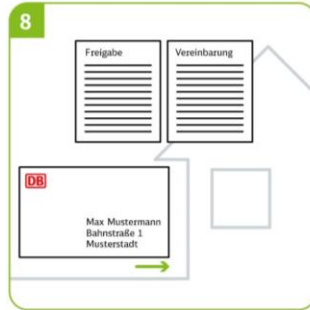 8
Freigabe
Vereinbarung
DB
Max Mustermann
Bahnstraße 1
Musterstadt